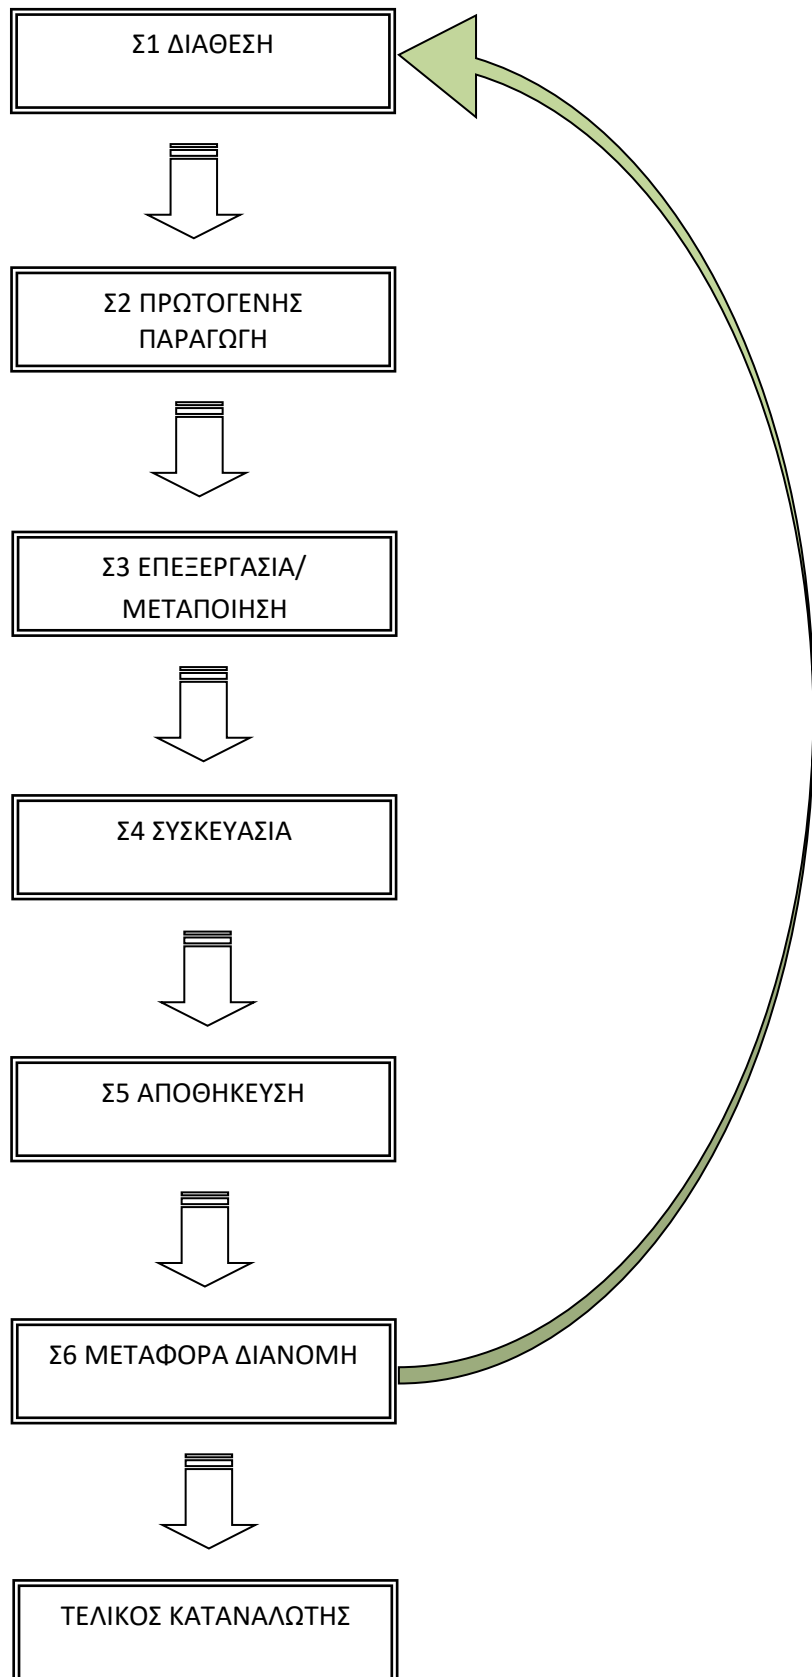 Σ1 ΔΙΑΘΕΣΗ
Σ2 ΠΡΩΤΟΓΕΝΗΣ
ΠΑΡΑΓΩΓΗ
Σ3 ΕΠΕΞΕΡΓΑΣΙΑ/
ΜΕΤΑΠΟΙΗΣΗ
Σ4 ΣΥΣΚΕΥΑΣΙΑ
Σ5 ΑΠΟΘΗΚΕΥΣΗ
Σ6 ΜΕΤΑΦΟΡΑ ΔΙΑΝΟΜΗ
ΤΕΛΙΚΟΣ ΚΑΤΑΝΑΛΩΤΗΣ